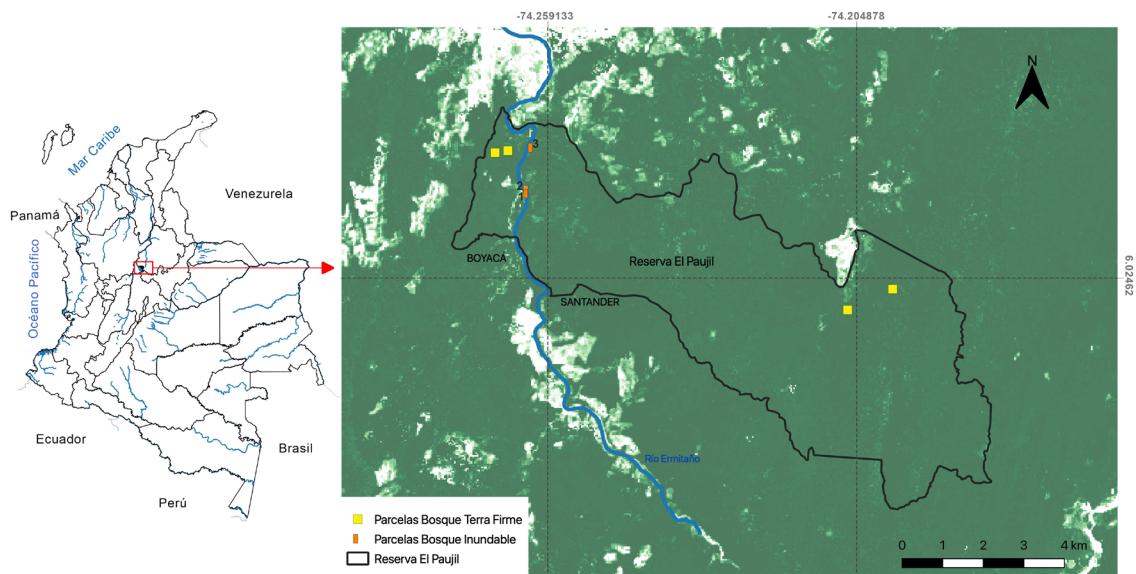 -74.259133
-74.204878
N
Mar Caribe
Venezurela
Panamá
Océano Pacífico
Ecuador
Brasil
Perú
3
2
1
BOYACÁ
Reserva El Paujil
SANTANDER
6.02462
Río Ermitaño
Parcelas Bosque Terra Firme
Parcelas Bosque Inundable
Reserva El Paujil
0 1 2 3 4 km